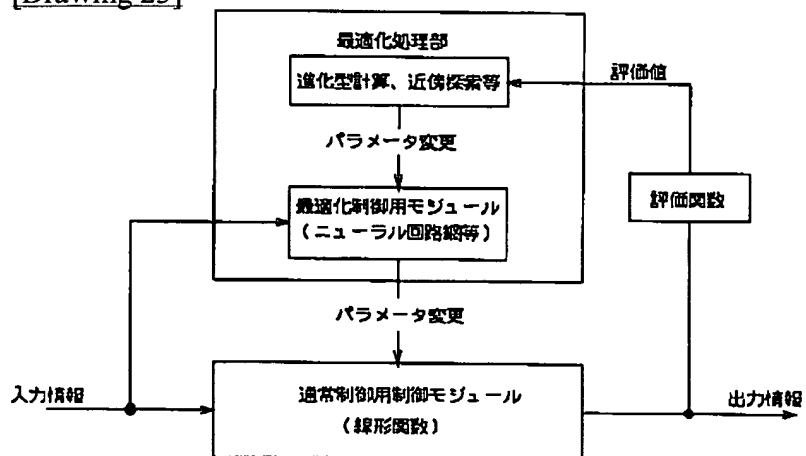 [Drawing 25]
最適化処理部
進化型計算、近傍探索等
評価値
パラメータ変更
評価関数
最適化制御用モジュール
(ニューラル回路網等)
パラメータ変更
入力情報
通常制御用制御モジュール
(線形関数)
出力情報